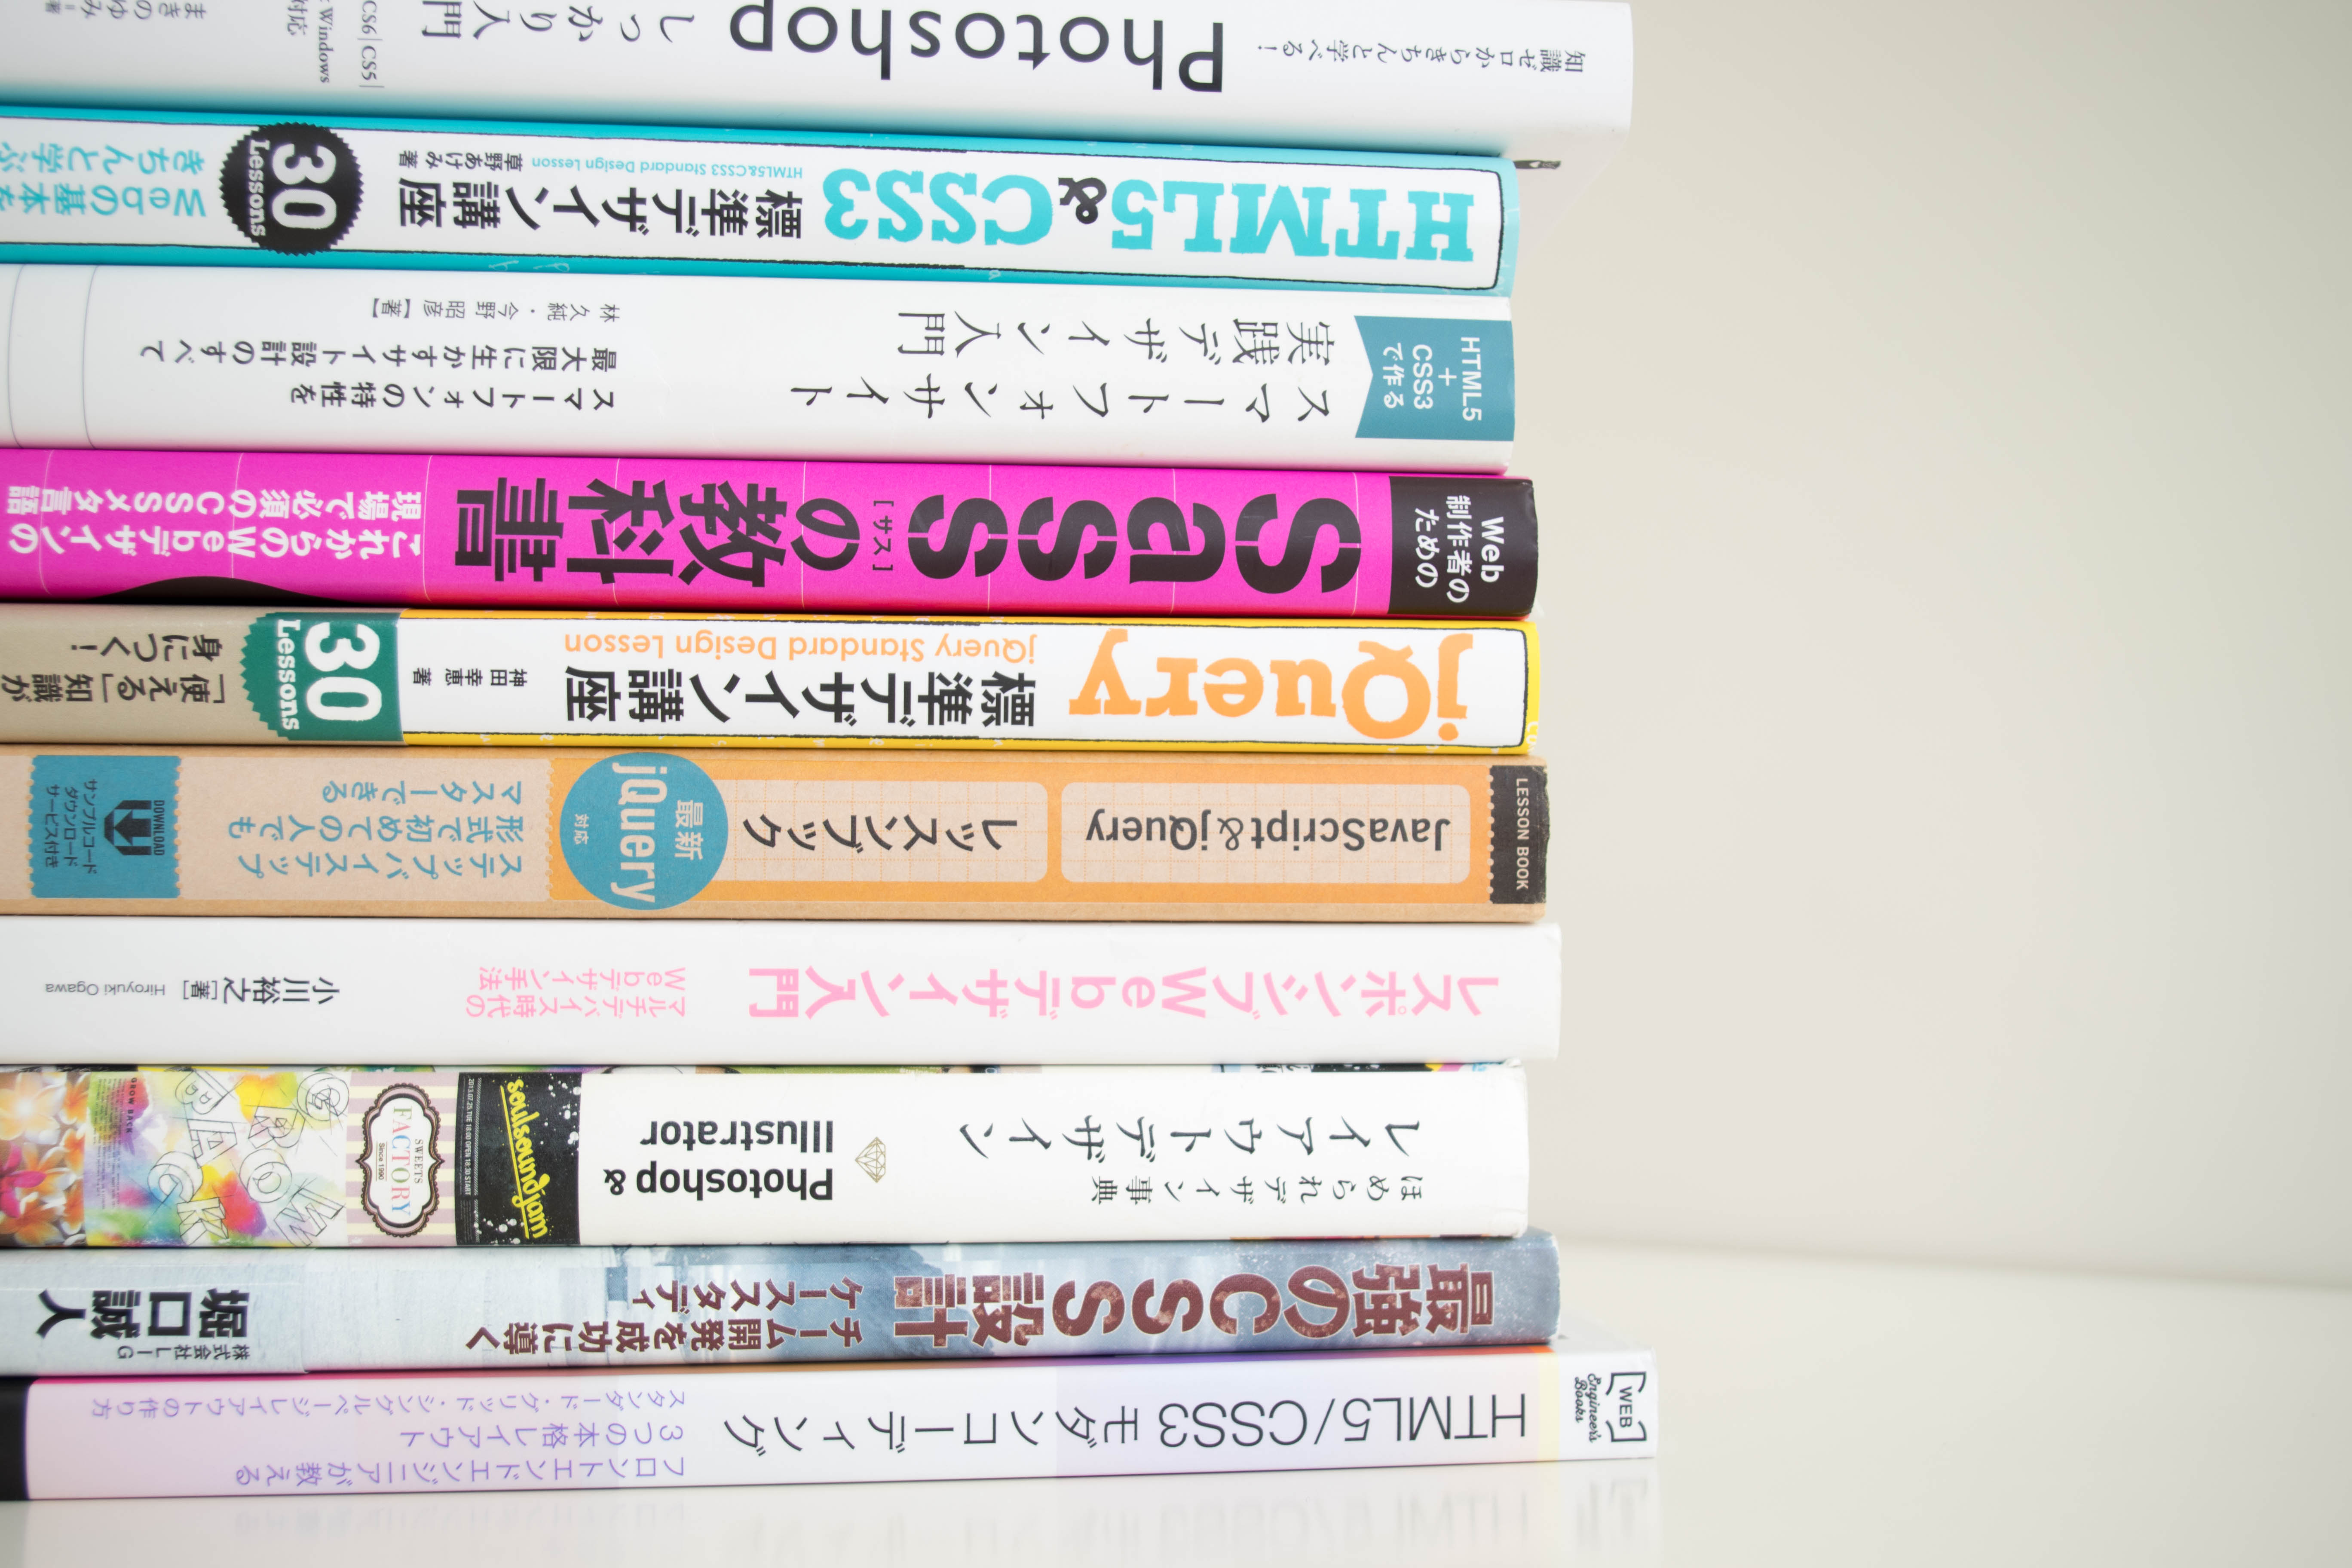 知識ゼロからきちんと学べる!
Photoshop
しっかり入門
CS6|CS5|
Windows
対応
まきのゆみ
HTML5&CSS3
標準デザイン講座
HTML5&CSS3 Standard Design Lesson
草野あけみ 著
30
Lessons
Webの基本を
きちんと学ぶ
HTML5
+
CSS3
で作る
スマートフォンサイト
実践デザイン入門
スマートフォンの特性を
最大限に生かすサイト設計のすべて
林 久純・今野 昭彦【著】
Web
制作者の
ための
Sass
[サス]
の教科書
これからのWebデザインの
現場で必須のCSSメタ言語
jQuery
標準デザイン講座
jQuery Standard Design Lesson
神田幸恵 著
30
Lessons
「使える」知識が
身につく!
LESSON BOOK
JavaScript&jQuery
レッスンブック
最新
jQuery
対応
ステップバイステップ
形式で初めての人でも
マスターできる
DOWNLOAD
サンプルコード
ダウンロード
サービス付き
レスポンシブWebデザイン入門
マルチデバイス時代の
Webデザイン手法
小川裕之[著] Hiroyuki Ogawa
ほめられデザイン事典
レイアウトデザイン
Photoshop &
Illustrator
soulsoundjam
SWEETS
FACTORY
Since 1990
GROW
BACK
最強のCSS設計
チーム開発を成功に導く
ケーススタディ
株式会社LIG
堀口誠人
WEB
Engineer's
Books
HTML5/CSS3 モダンコーディング
フロントエンドエンジニアが教える
3つの本格レイアウト
スタンダード・グリッド・シングルページレイアウトの作り方